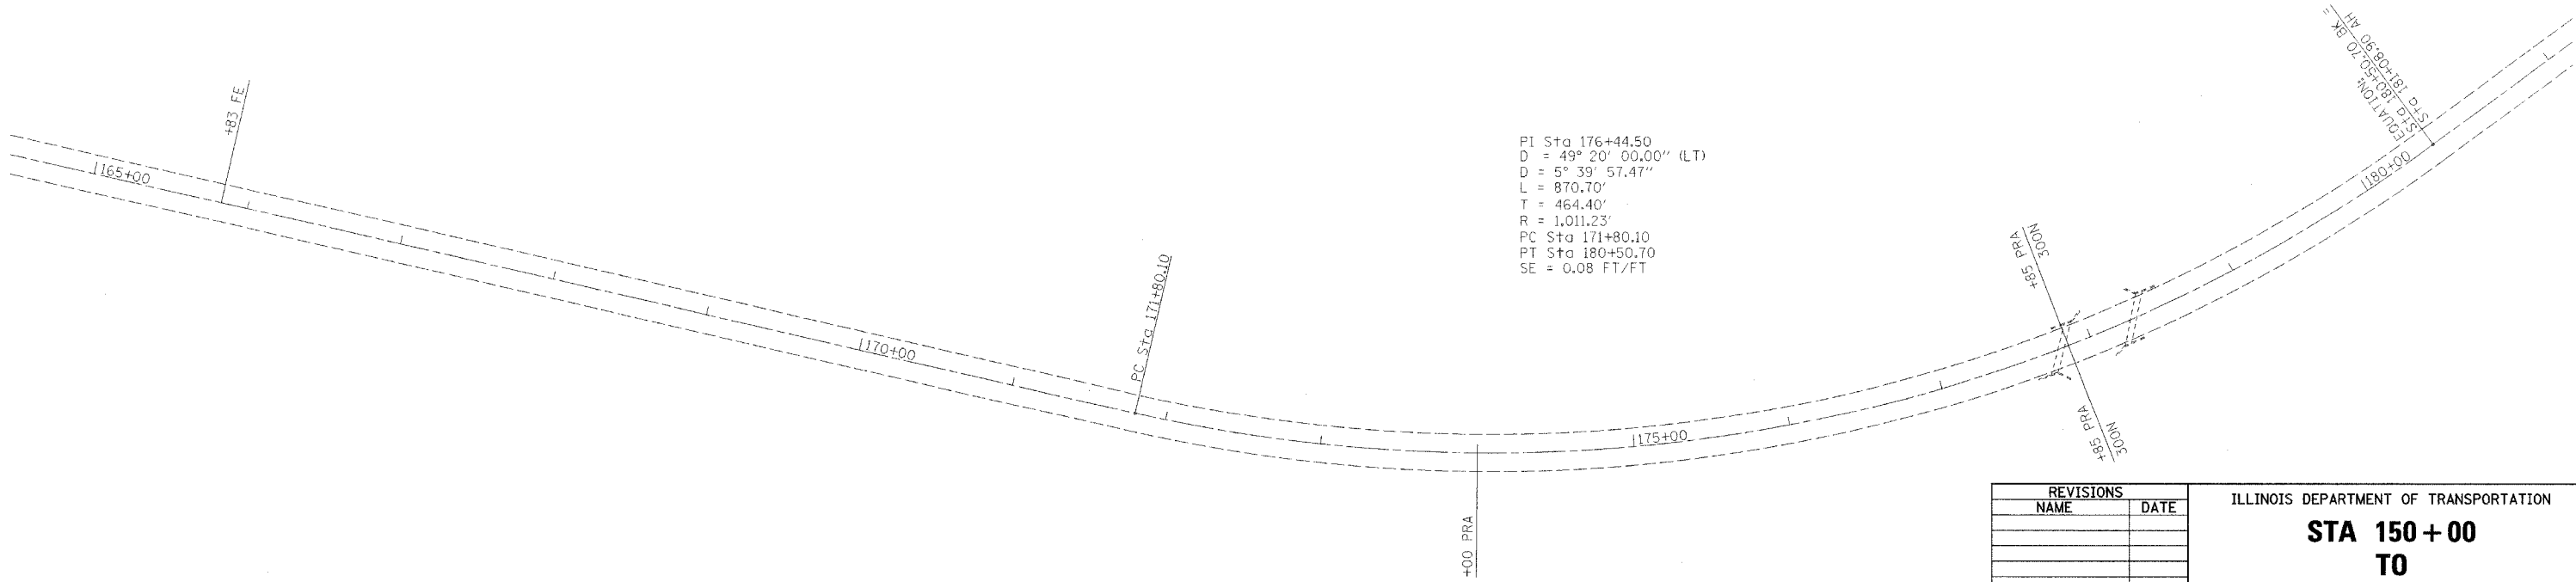 165+00
+83 FE
170+00
PC Sta 171+80.10
+00 PRA
175+00
PI Sta 176+44.50
D = 49° 20' 00.00" (LT)
D = 5° 39' 57.47"
L = 870.70'
T = 464.40'
R = 1,011.23'
PC Sta 171+80.10
PT Sta 180+50.70
SE = 0.08 FT/FT
+85 PRA
300N
+85 PRA
300N
180+00
EQUATION:
Sta 180+50.70 BK =
Sta 181+08.90 AH
REVISIONS
NAME DATE
ILLINOIS DEPARTMENT OF TRANSPORTATION
STA 150+00
TO